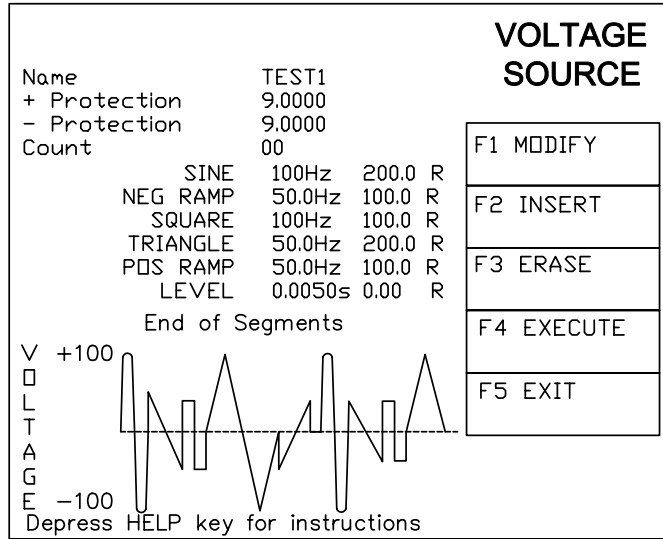 VOLTAGE
SOURCE
Name TEST1
+ Protection 9.0000
- Protection 9.0000
Count 00
SINE 100Hz 200.0 R
NEG RAMP 50.0Hz 100.0 R
SQUARE 100Hz 100.0 R
TRIANGLE 50.0Hz 200.0 R
POS RAMP 50.0Hz 100.0 R
LEVEL 0.0050s 0.00 R
End of Segments
F1 MODIFY
F2 INSERT
F3 ERASE
F4 EXECUTE
F5 EXIT
VOLTAGE
+100
-100
Depress HELP key for instructions